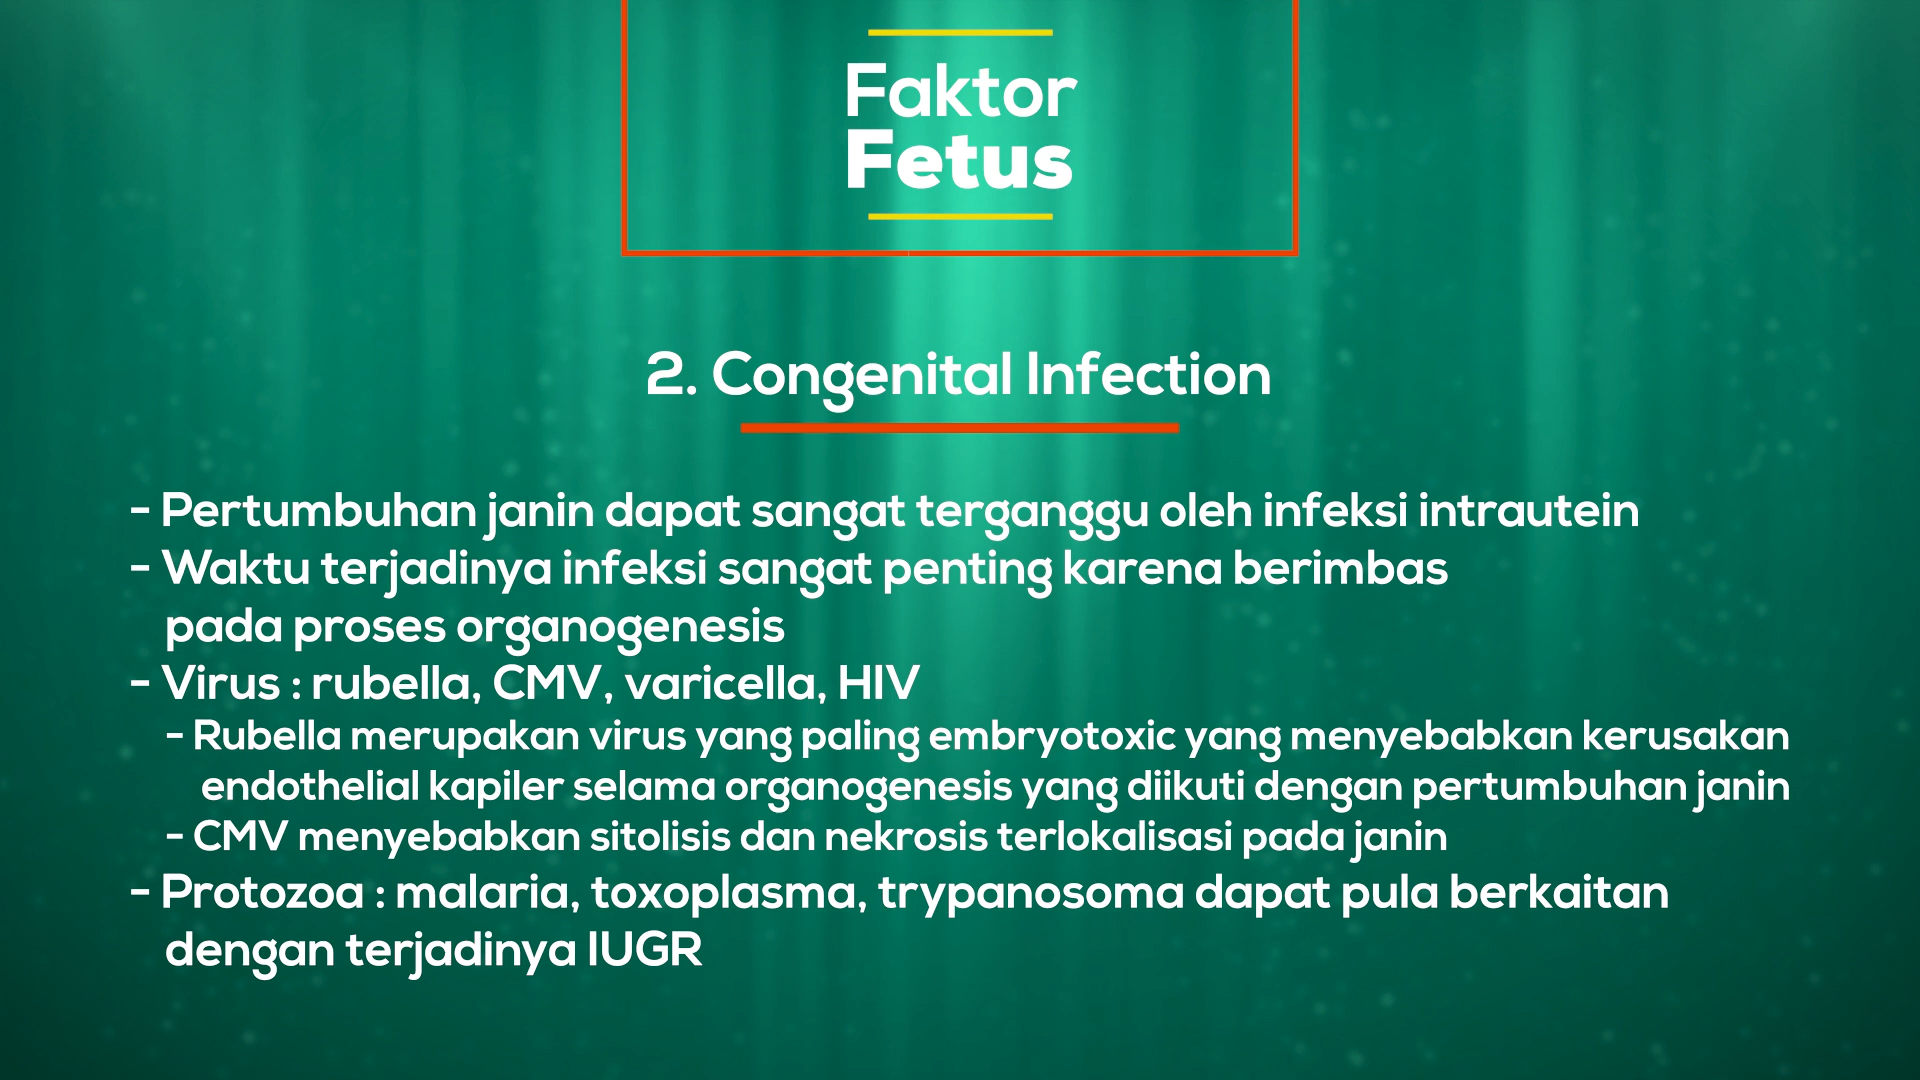 Faktor
Fetus
2. Congenital Infection
- Pertumbuhan janin dapat sangat terganggu oleh infeksi intrautein
- Waktu terjadinya infeksi sangat penting karena berimbas
pada proses organogenesis
- Virus : rubella, CMV, varicella, HIV
- Rubella merupakan virus yang paling embryotoxic yang menyebabkan kerusakan
endothelial kapiler selama organogenesis yang diikuti dengan pertumbuhan janin
- CMV menyebabkan sitolisis dan nekrosis terlokalisasi pada janin
- Protozoa : malaria, toxoplasma, trypanosoma dapat pula berkaitan
dengan terjadinya IUGR